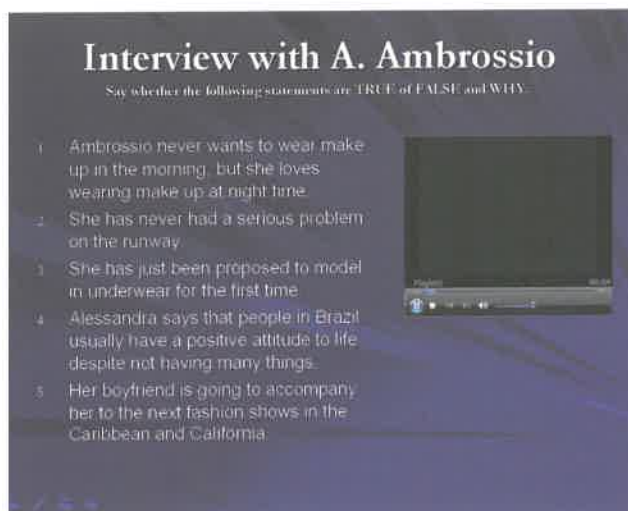 Interview with A. Ambrossio
Say whether the following statements are TRUE of FALSE and WHY.
1 Ambrossio never wants to wear make
up in the morning, but she loves
wearing make up at night time.
2 She has never had a serious problem
on the runway.
3 She has just been proposed to model
in underwear for the first time
4 Alessandra says that people in Brazil
usually have a positive attitude to life
despite not having many things.
5 Her boyfriend is going to accompany
her to the next fashion shows in the
Caribbean and California